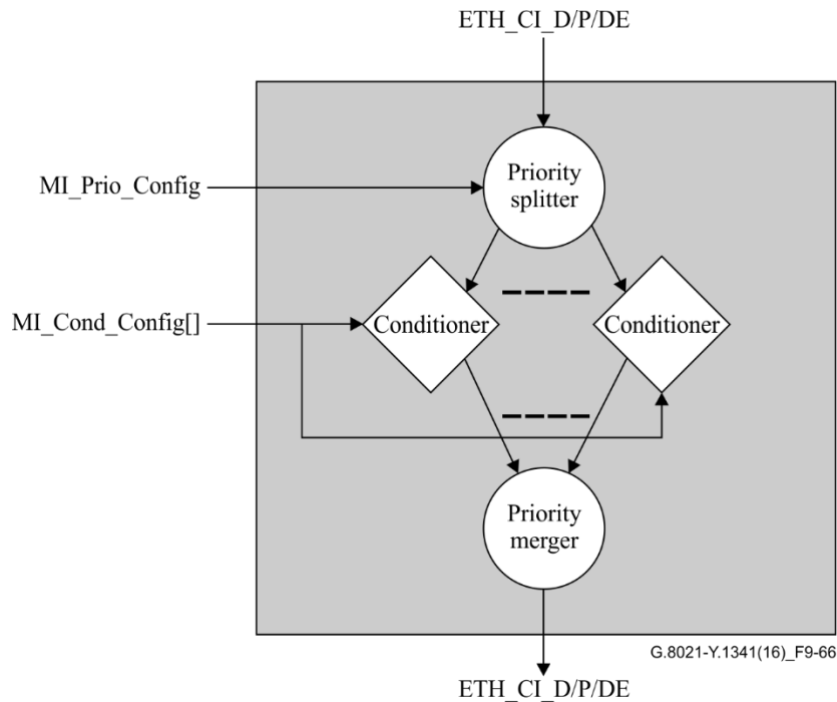 ETH_CI_D/P/DE
Priority
splitter
MI_Prio_Config
MI_Cond_Config[]
Conditioner
Conditioner
Priority
merger
G.8021-Y.1341(16)_F9-66
ETH_CI_D/P/DE